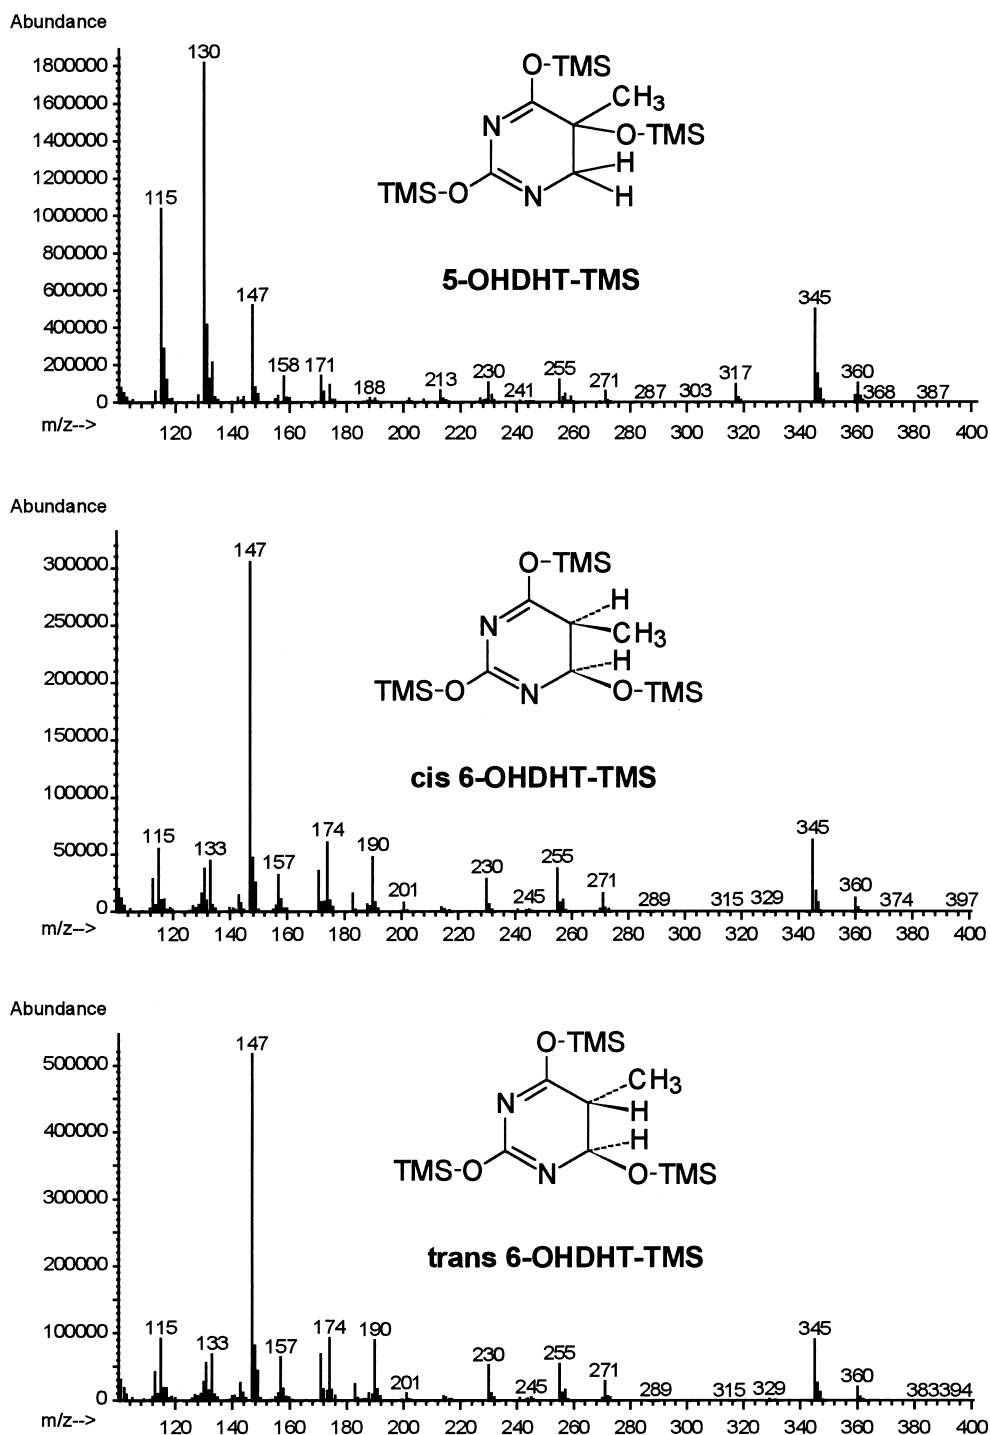 Abundance
130
1800000
1600000
1400000
1200000
1000000
800000
600000
400000
200000
0
m/z-->
115
147
158 171
188
213
230
241
255
271
287
303
317
345
360
368
387
120 140 160 180 200 220 240 260 280 300 320 340 360 380 400
O-TMS
CH3
N
O-TMS
H
TMS-O
N
H
5-OHDHT-TMS
Abundance
147
300000
250000
200000
150000
100000
50000
0
m/z-->
115
133
157
174
190
201
230
245
255
271
289
315
329
345
360
374
397
120 140 160 180 200 220 240 260 280 300 320 340 360 380 400
O-TMS
H
N
CH3
H
TMS-O
N
O-TMS
cis 6-OHDHT-TMS
Abundance
147
500000
400000
300000
200000
100000
0
m/z-->
115
133
157
174
190
201
230
245
255
271
289
315
329
345
360
383394
120 140 160 180 200 220 240 260 280 300 320 340 360 380 400
O-TMS
CH3
N
H
H
TMS-O
N
O-TMS
trans 6-OHDHT-TMS